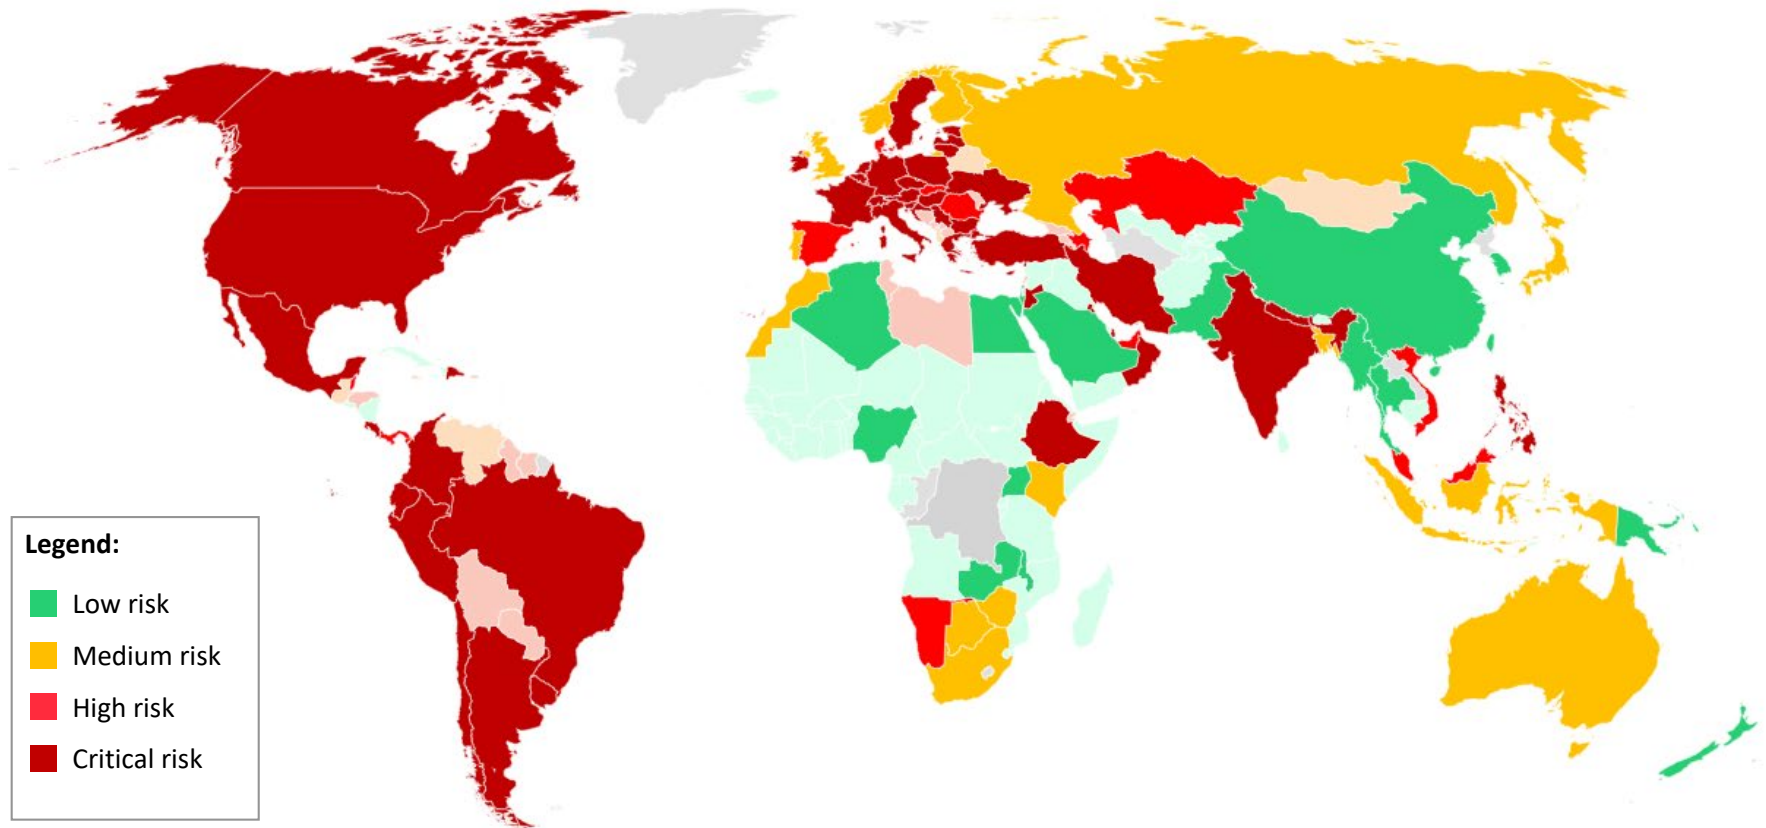 Legend:
Low risk
Medium risk
High risk
Critical risk